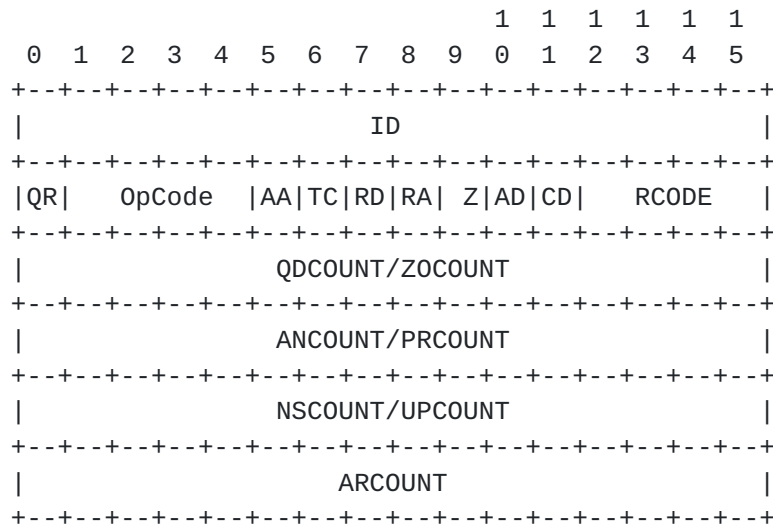 1  1  1  1  1  1
  0  1  2  3  4  5  6  7  8  9  0  1  2  3  4  5
+--+--+--+--+--+--+--+--+--+--+--+--+--+--+--+--+
|                      ID                       |
+--+--+--+--+--+--+--+--+--+--+--+--+--+--+--+--+
|QR|   OpCode  |AA|TC|RD|RA| Z|AD|CD|   RCODE   |
+--+--+--+--+--+--+--+--+--+--+--+--+--+--+--+--+
|                QDCOUNT/ZOCOUNT                |
+--+--+--+--+--+--+--+--+--+--+--+--+--+--+--+--+
|                ANCOUNT/PRCOUNT                |
+--+--+--+--+--+--+--+--+--+--+--+--+--+--+--+--+
|                NSCOUNT/UPCOUNT                |
+--+--+--+--+--+--+--+--+--+--+--+--+--+--+--+--+
|                    ARCOUNT                    |
+--+--+--+--+--+--+--+--+--+--+--+--+--+--+--+--+